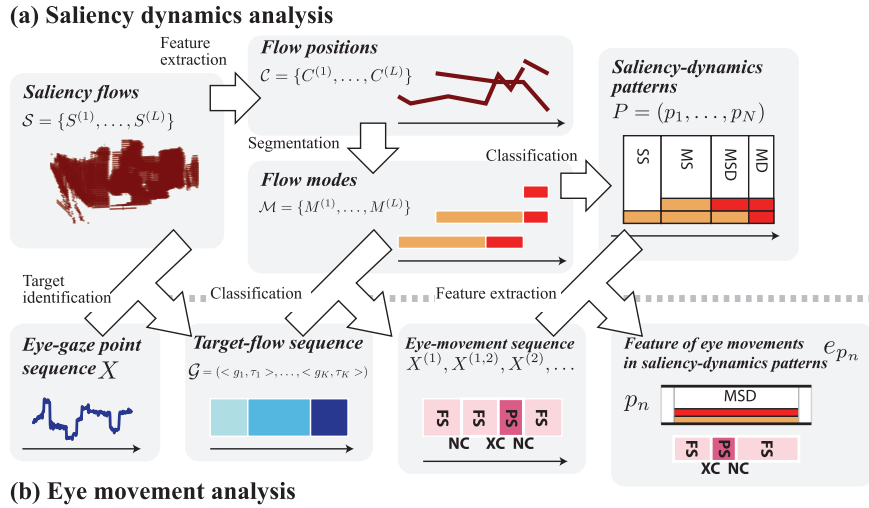 (a) Saliency dynamics analysis
Feature
extraction
Flow positions
C = {C^(1), . . . , C^(L)}
Saliency flows
S = {S^(1), . . . , S^(L)}
Saliency-dynamics
patterns
P = (p_1, . . . , p_N)
SS
MS
MSD
MD
Segmentation
Classification
Flow modes
M = {M^(1), . . . , M^(L)}
Target
identification
Classification
Feature extraction
Eye-gaze point
sequence X
Target-flow sequence
G = (< g_1, τ_1 >, . . . , < g_K, τ_K >)
Eye-movement sequence
X^(1), X^(1,2), X^(2), . . .
FS
FS
PS
FS
NC
XC
NC
Feature of eye movements
in saliency-dynamics patterns e_{p_n}
p_n
MSD
FS
PS
FS
XC
NC
(b) Eye movement analysis